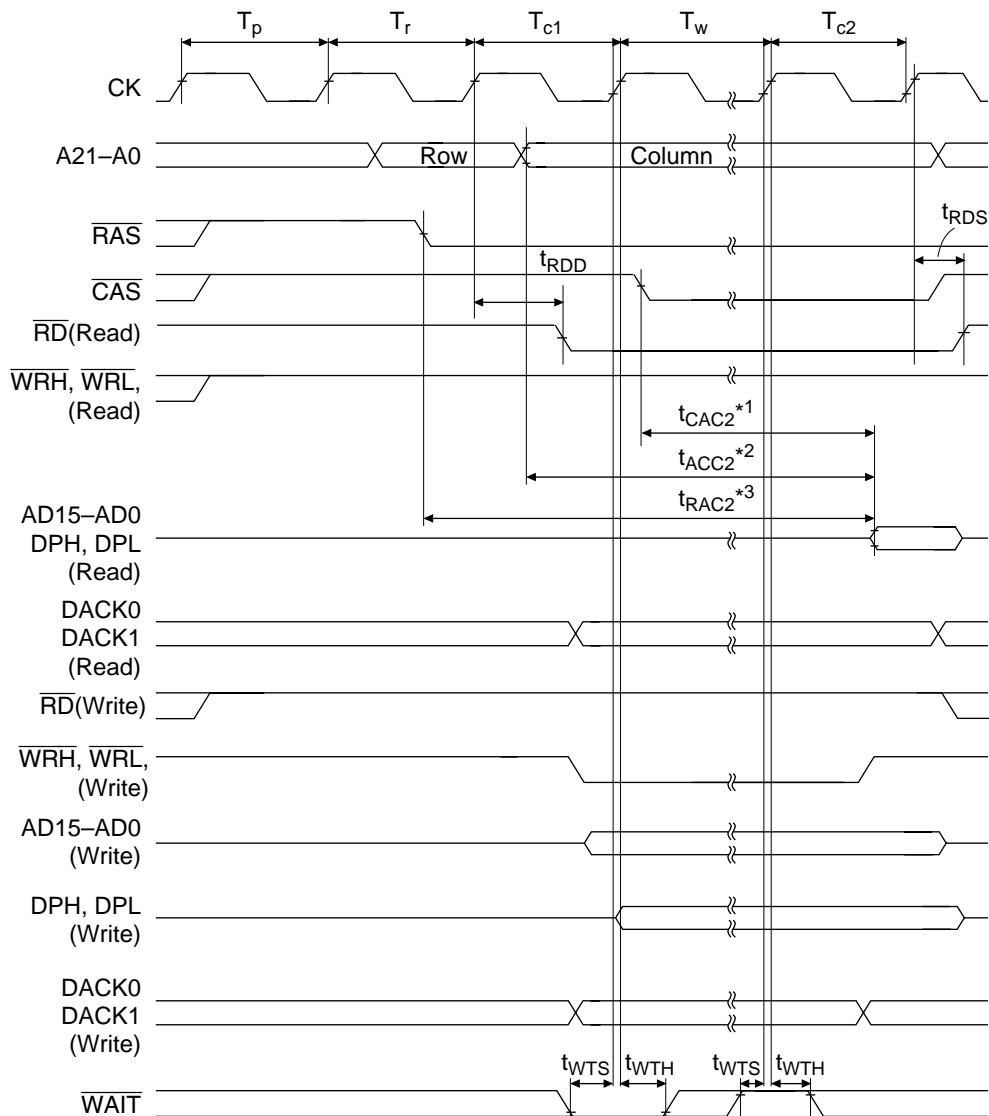 Tp Tr Tc1 Tw Tc2
CK
A21–A0 Row Column
RAS
tRDS
tRDD
CAS
RD(Read)
WRH, WRL,
(Read)
tCAC2*1
tACC2*2
tRAC2*3
AD15–AD0
DPH, DPL
(Read)
DACK0
DACK1
(Read)
RD(Write)
WRH, WRL,
(Write)
AD15–AD0
(Write)
DPH, DPL
(Write)
DACK0
DACK1
(Write)
tWTS tWTH tWTS tWTH
WAIT